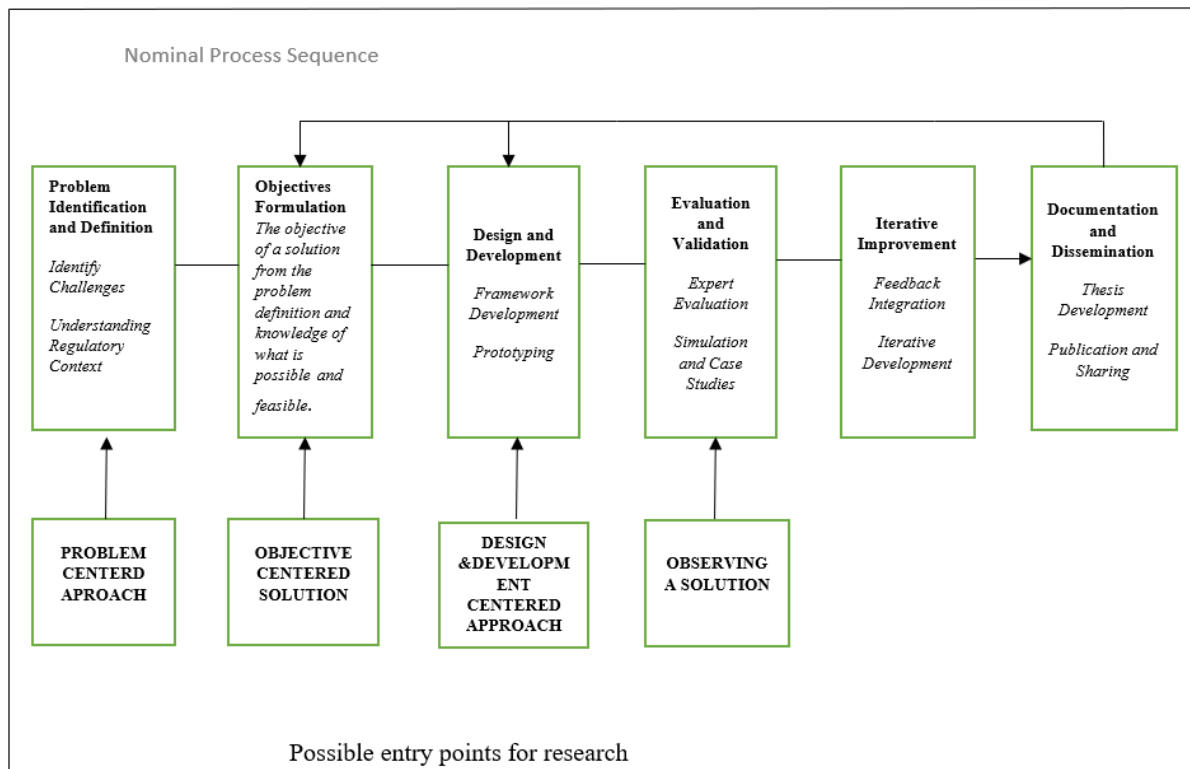 Nominal Process Sequence
Problem
Identification
and Definition
Identify
Challenges
Understanding
Regulatory
Context
Objectives
Formulation
The objective
of a solution
from the
problem
definition and
knowledge of
what is
possible and
feasible.
Design and
Development
Framework
Development
Prototyping
Evaluation
and
Validation
Expert
Evaluation
Simulation
and Case
Studies
Iterative
Improvement
Feedback
Integration
Iterative
Development
Documentation
and
Dissemination
Thesis
Development
Publication and
Sharing
PROBLEM
CENTERD
APROACH
OBJECTIVE
CENTERED
SOLUTION
DESIGN
&DEVELOPM
ENT
CENTERED
APPROACH
OBSERVING
A SOLUTION
Possible entry points for research